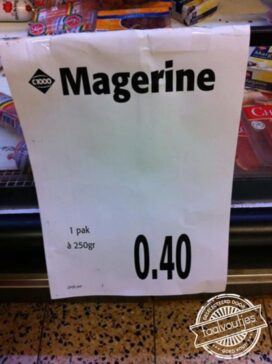 C1000
Magerine
1 pak
à 250gr
0.40
taalvoutjes